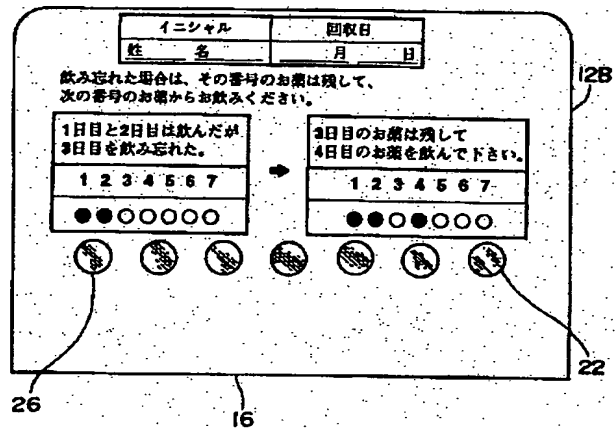 イニシャル 回収日
姓 名 月 日
飲み忘れた場合は、その番号のお薬は残して、
次の番号のお薬からお飲みください。
1日目と2日目は飲んだが
3日目を飲み忘れた。
1 2 3 4 5 6 7
3日目のお薬は残して
4日目のお薬を飲んで下さい。
1 2 3 4 5 6 7
12B
26
16
22